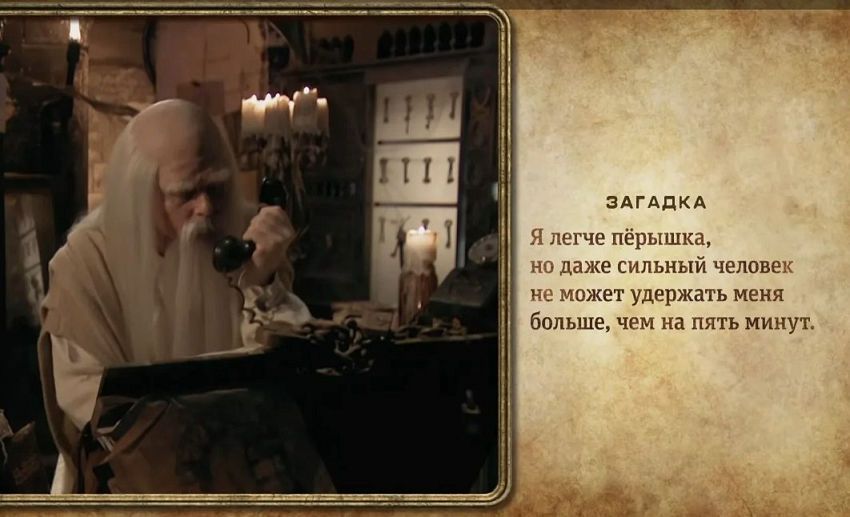 ЗАГАДКА
Я легче пёрышка,
но даже сильный человек
не может удержать меня
больше, чем на пять минут.